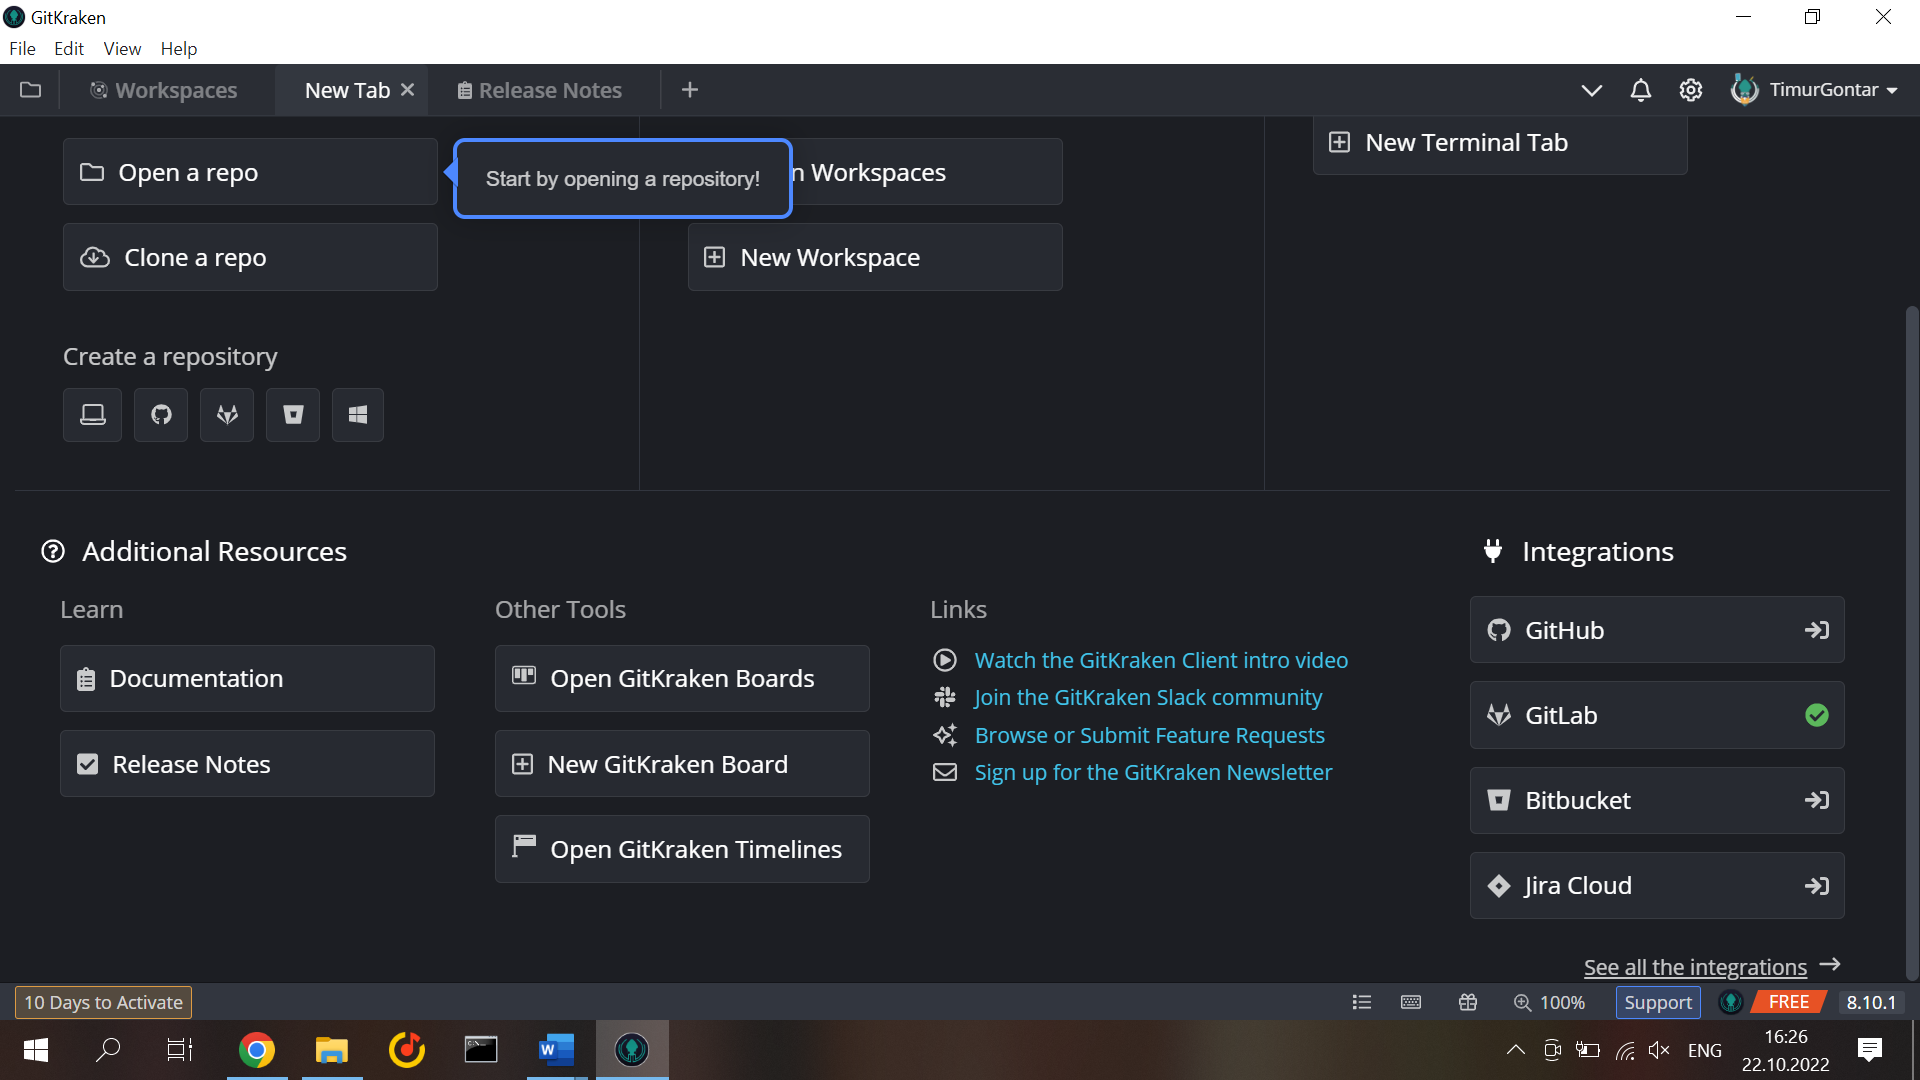 GitKraken
File Edit View Help
Workspaces
New Tab
Release Notes
TimurGontar
Open a repo
Start by opening a repository!
n Workspaces
New Terminal Tab
Clone a repo
New Workspace
Create a repository
Additional Resources
Integrations
Learn
Other Tools
Links
Documentation
Release Notes
Open GitKraken Boards
New GitKraken Board
Open GitKraken Timelines
Watch the GitKraken Client intro video
Join the GitKraken Slack community
Browse or Submit Feature Requests
Sign up for the GitKraken Newsletter
GitHub
GitLab
Bitbucket
Jira Cloud
See all the integrations
10 Days to Activate
100%
Support
FREE
8.10.1
ENG
16:26
22.10.2022